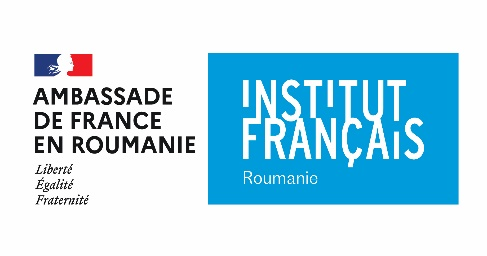 AMBASSADE
DE FRANCE
EN ROUMANIE
Liberté
Égalité
Fraternité
INSTITUT
FRANÇAIS
Roumanie